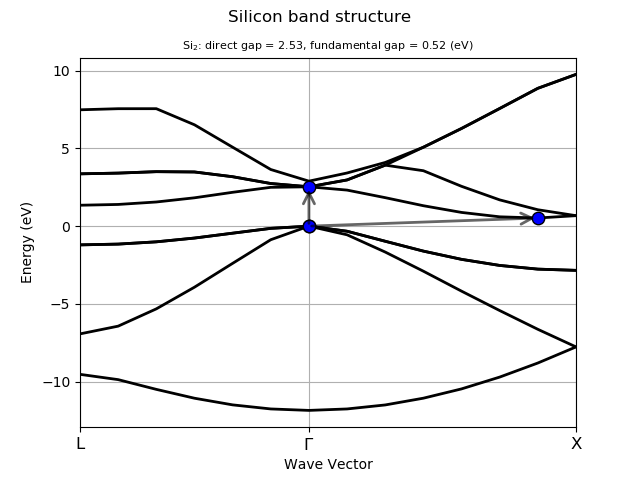 Silicon band structure
Si₂: direct gap = 2.53, fundamental gap = 0.52 (eV)
10
5
0
−5
−10
Energy (eV)
L
Γ
X
Wave Vector